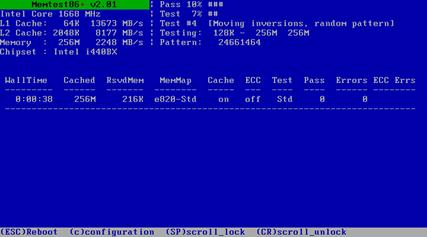 Memtest86+ v2.01 | Pass 10% ###
Intel Core 1668 MHz | Test 7% ##
L1 Cache: 64K 13673 MB/s | Test #4 [Moving inversions, random pattern]
L2 Cache: 2048K 8177 MB/s | Testing: 128K - 256M 256M
Memory : 256M 2248 MB/s | Pattern: 24661464
Chipset : Intel i440BX
WallTime Cached RsvdMem MemMap Cache ECC Test Pass Errors ECC Errs
--------- ------ ------- -------- ----- --- ---- ---- ------ --------
0:00:38 256M 216K e820-Std on off Std 0 0
(ESC)Reboot (c)configuration (SP)scroll_lock (CR)scroll_unlock